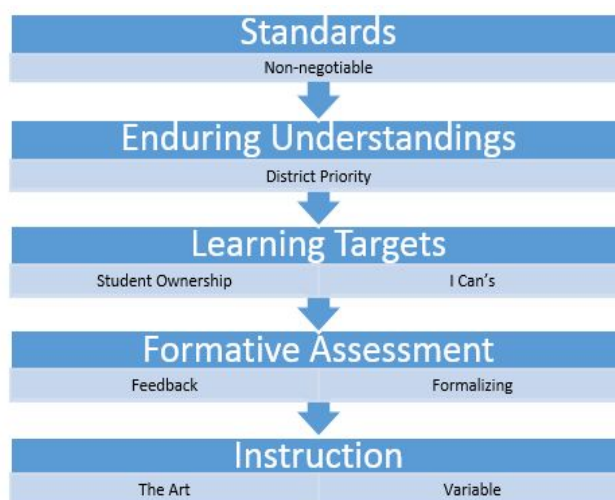 Standards
Non-negotiable
Enduring Understandings
District Priority
Learning Targets
Student Ownership
I Can's
Formative Assessment
Feedback
Formalizing
Instruction
The Art
Variable